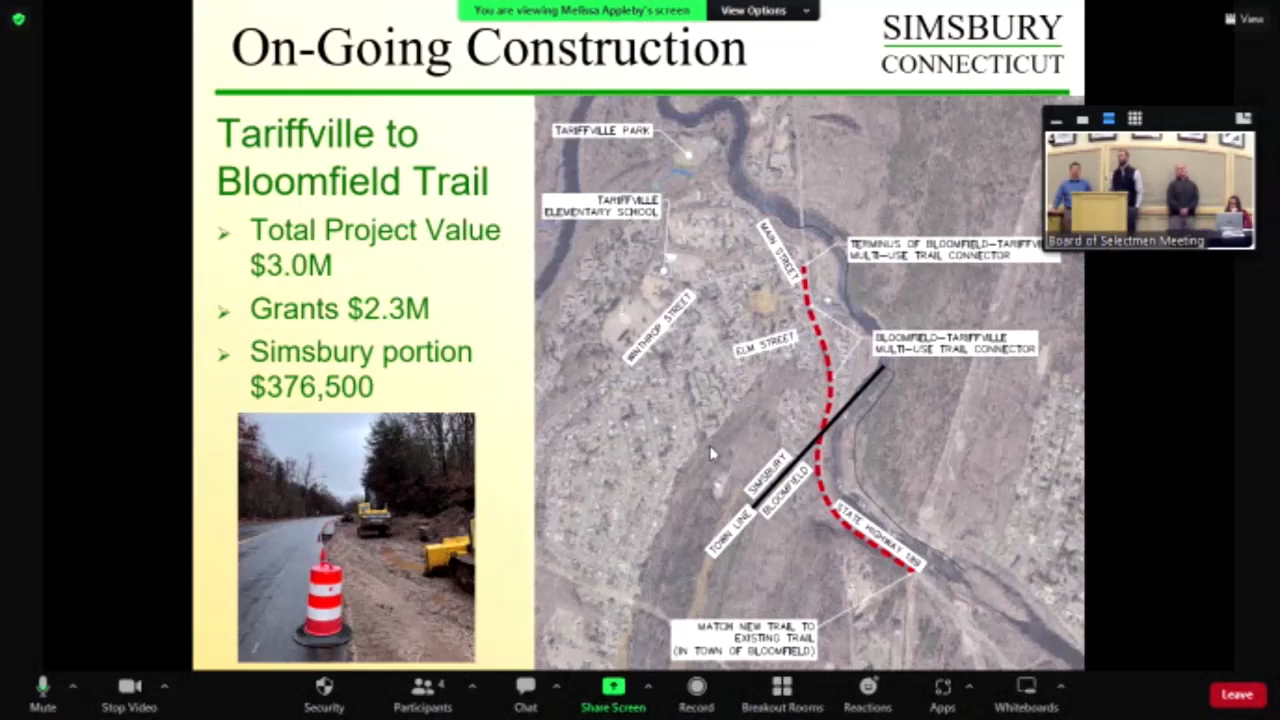 You are viewing Melissa Appleby's screen
View Options
View
On-Going Construction
SIMSBURY
CONNECTICUT
Tariffville to
Bloomfield Trail
Total Project Value
$3.0M
Grants $2.3M
Simsbury portion
$376,500
TARIFFVILLE PARK
TARIFFVILLE
ELEMENTARY SCHOOL
MAIN STREET
TERMINUS OF BLOOMFIELD-TARIFFVI
MULTI-USE TRAIL CONNECTOR
WINTHROP STREET
ELM STREET
BLOOMFIELD-TARIFFVILLE
MULTI-USE TRAIL CONNECTOR
SIMSBURY
TOWN LINE
BLOOMFIELD
STATE HIGHWAY 189
MATCH NEW TRAIL TO
EXISTING TRAIL
(IN TOWN OF BLOOMFIELD)
Board of Selectmen Meeting
Mute
Stop Video
Security
4
Participants
Chat
Share Screen
Record
Breakout Rooms
Reactions
Apps
Whiteboards
Leave